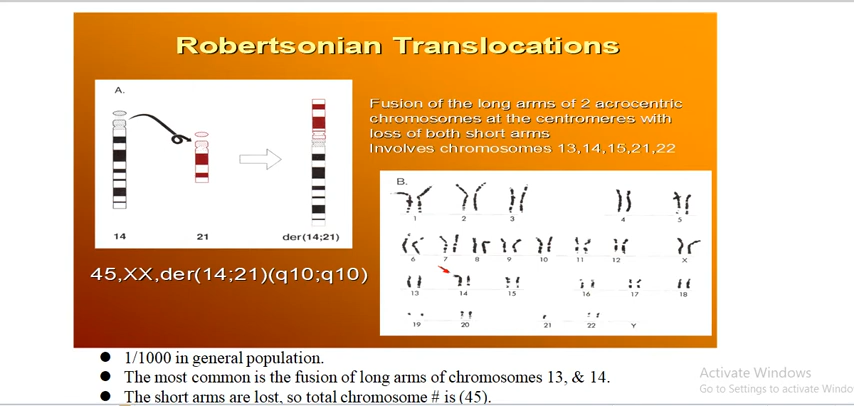 Robertsonian Translocations
A.
14
21
der(14;21)
45,XX,der(14;21)(q10;q10)
Fusion of the long arms of 2 acrocentric
chromosomes at the centromeres with
loss of both short arms
Involves chromosomes 13,14,15,21,22
B.
1 2 3 4 5
6 7 8 9 10 11 12 X
13 14 15 16 17 18
19 20 21 22 Y
● 1/1000 in general population.
● The most common is the fusion of long arms of chromosomes 13, & 14.
● The short arms are lost, so total chromosome # is (45).
Activate Windows
Go to Settings to activate Windo